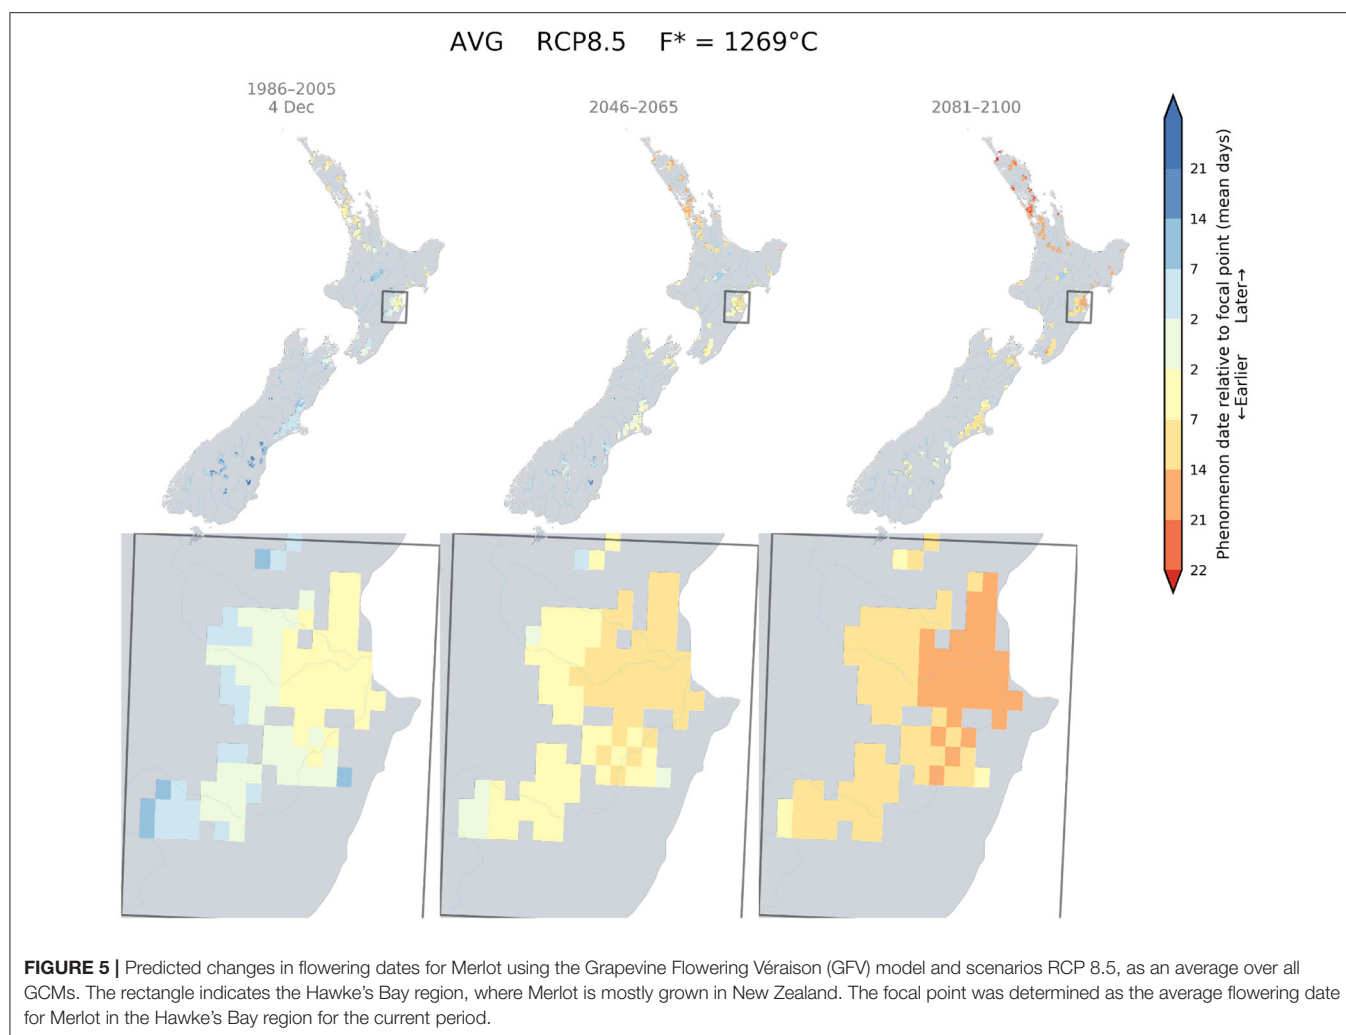 AVG RCP8.5 F* = 1269°C
1986–2005
4 Dec
2046–2065
2081–2100
21
14
7
2
2
7
14
21
22
Phenomenon date relative to focal point (mean days)
←Earlier Later→
FIGURE 5 | Predicted changes in flowering dates for Merlot using the Grapevine Flowering Véraison (GFV) model and scenarios RCP 8.5, as an average over all
GCMs. The rectangle indicates the Hawke's Bay region, where Merlot is mostly grown in New Zealand. The focal point was determined as the average flowering date
for Merlot in the Hawke's Bay region for the current period.